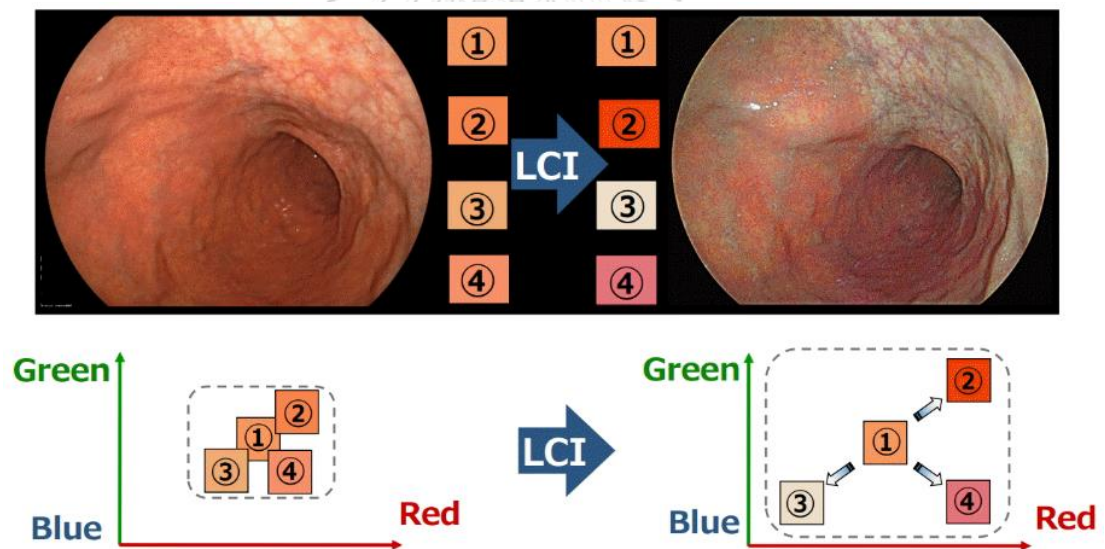 ① ①
② ②
LCI
③ ③
④ ④
Green
②
①
③ ④
Blue
Red
LCI
Green
②
①
③ ④
Blue
Red